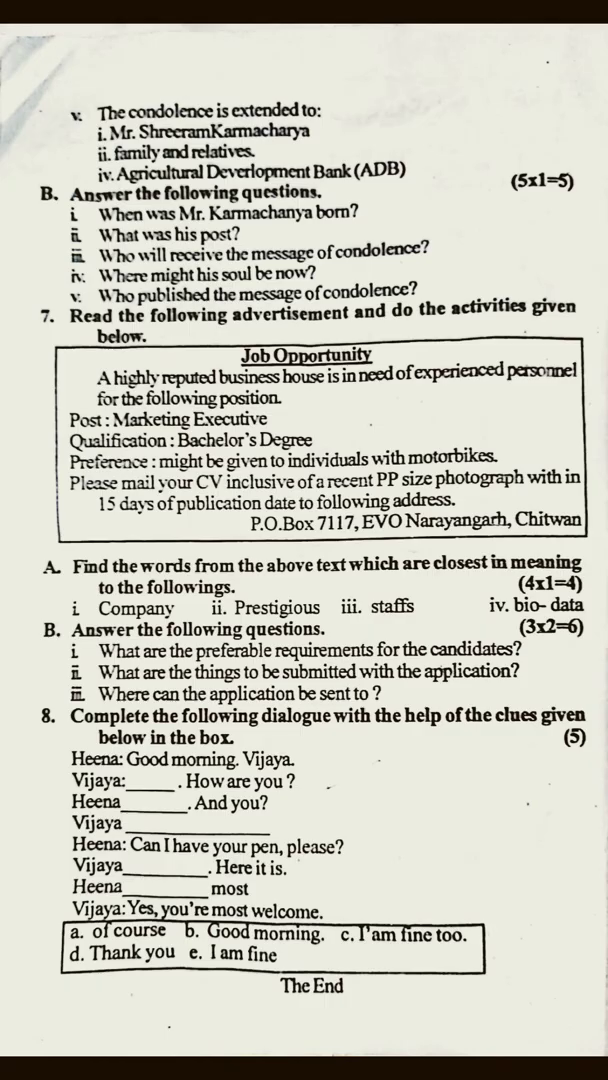 v. The condolence is extended to:
i. Mr. ShreeramKarmacharya
ii. family and relatives.
iv. Agricultural Deverlopment Bank (ADB)
B. Answer the following questions. (5x1=5)
i When was Mr. Karmachanya born?
ii. What was his post?
iii. Who will receive the message of condolence?
iv. Where might his soul be now?
v. Who published the message of condolence?
7. Read the following advertisement and do the activities given
below.
Job Opportunity
A highly reputed business house is in need of experienced personnel
for the following position.
Post : Marketing Executive
Qualification : Bachelor's Degree
Preference : might be given to individuals with motorbikes.
Please mail your CV inclusive of a recent PP size photograph with in
15 days of publication date to following address.
P.O.Box 7117, EVO Narayangarh, Chitwan
A. Find the words from the above text which are closest in meaning
to the followings. (4x1=4)
i Company ii. Prestigious iii. staffs iv. bio- data
B. Answer the following questions. (3x2=6)
i What are the preferable requirements for the candidates?
ii. What are the things to be submitted with the application?
iii. Where can the application be sent to ?
8. Complete the following dialogue with the help of the clues given
below in the box. (5)
Heena: Good morning. Vijaya.
Vijaya:______. How are you ?
Heena________. And you?
Vijaya _________________
Heena: Can I have your pen, please?
Vijaya__________. Here it is.
Heena__________most
Vijaya: Yes, you're most welcome.
a. of course b. Good morning. c. I'am fine too.
d. Thank you e. I am fine
The End